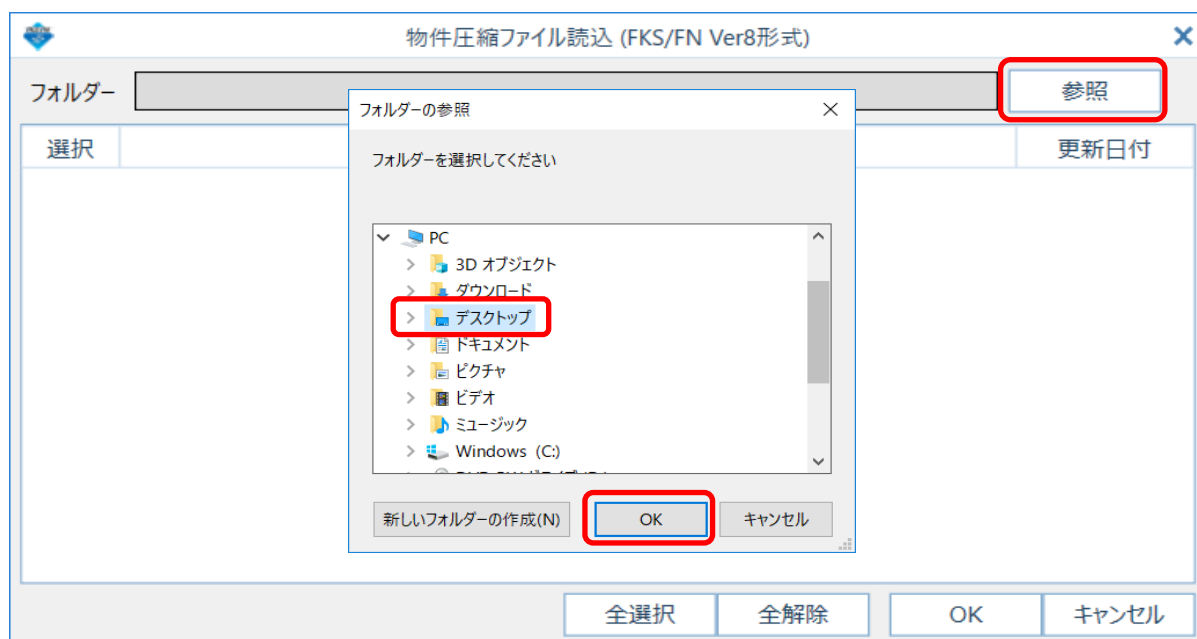 物件圧縮ファイル読込 (FKS/FN Ver8形式)
フォルダー
参照
選択
更新日付
フォルダーの参照
フォルダーを選択してください
PC
3D オブジェクト
ダウンロード
デスクトップ
ドキュメント
ピクチャ
ビデオ
ミュージック
Windows (C:)
新しいフォルダーの作成(N)
OK
キャンセル
全選択
全解除
OK
キャンセル